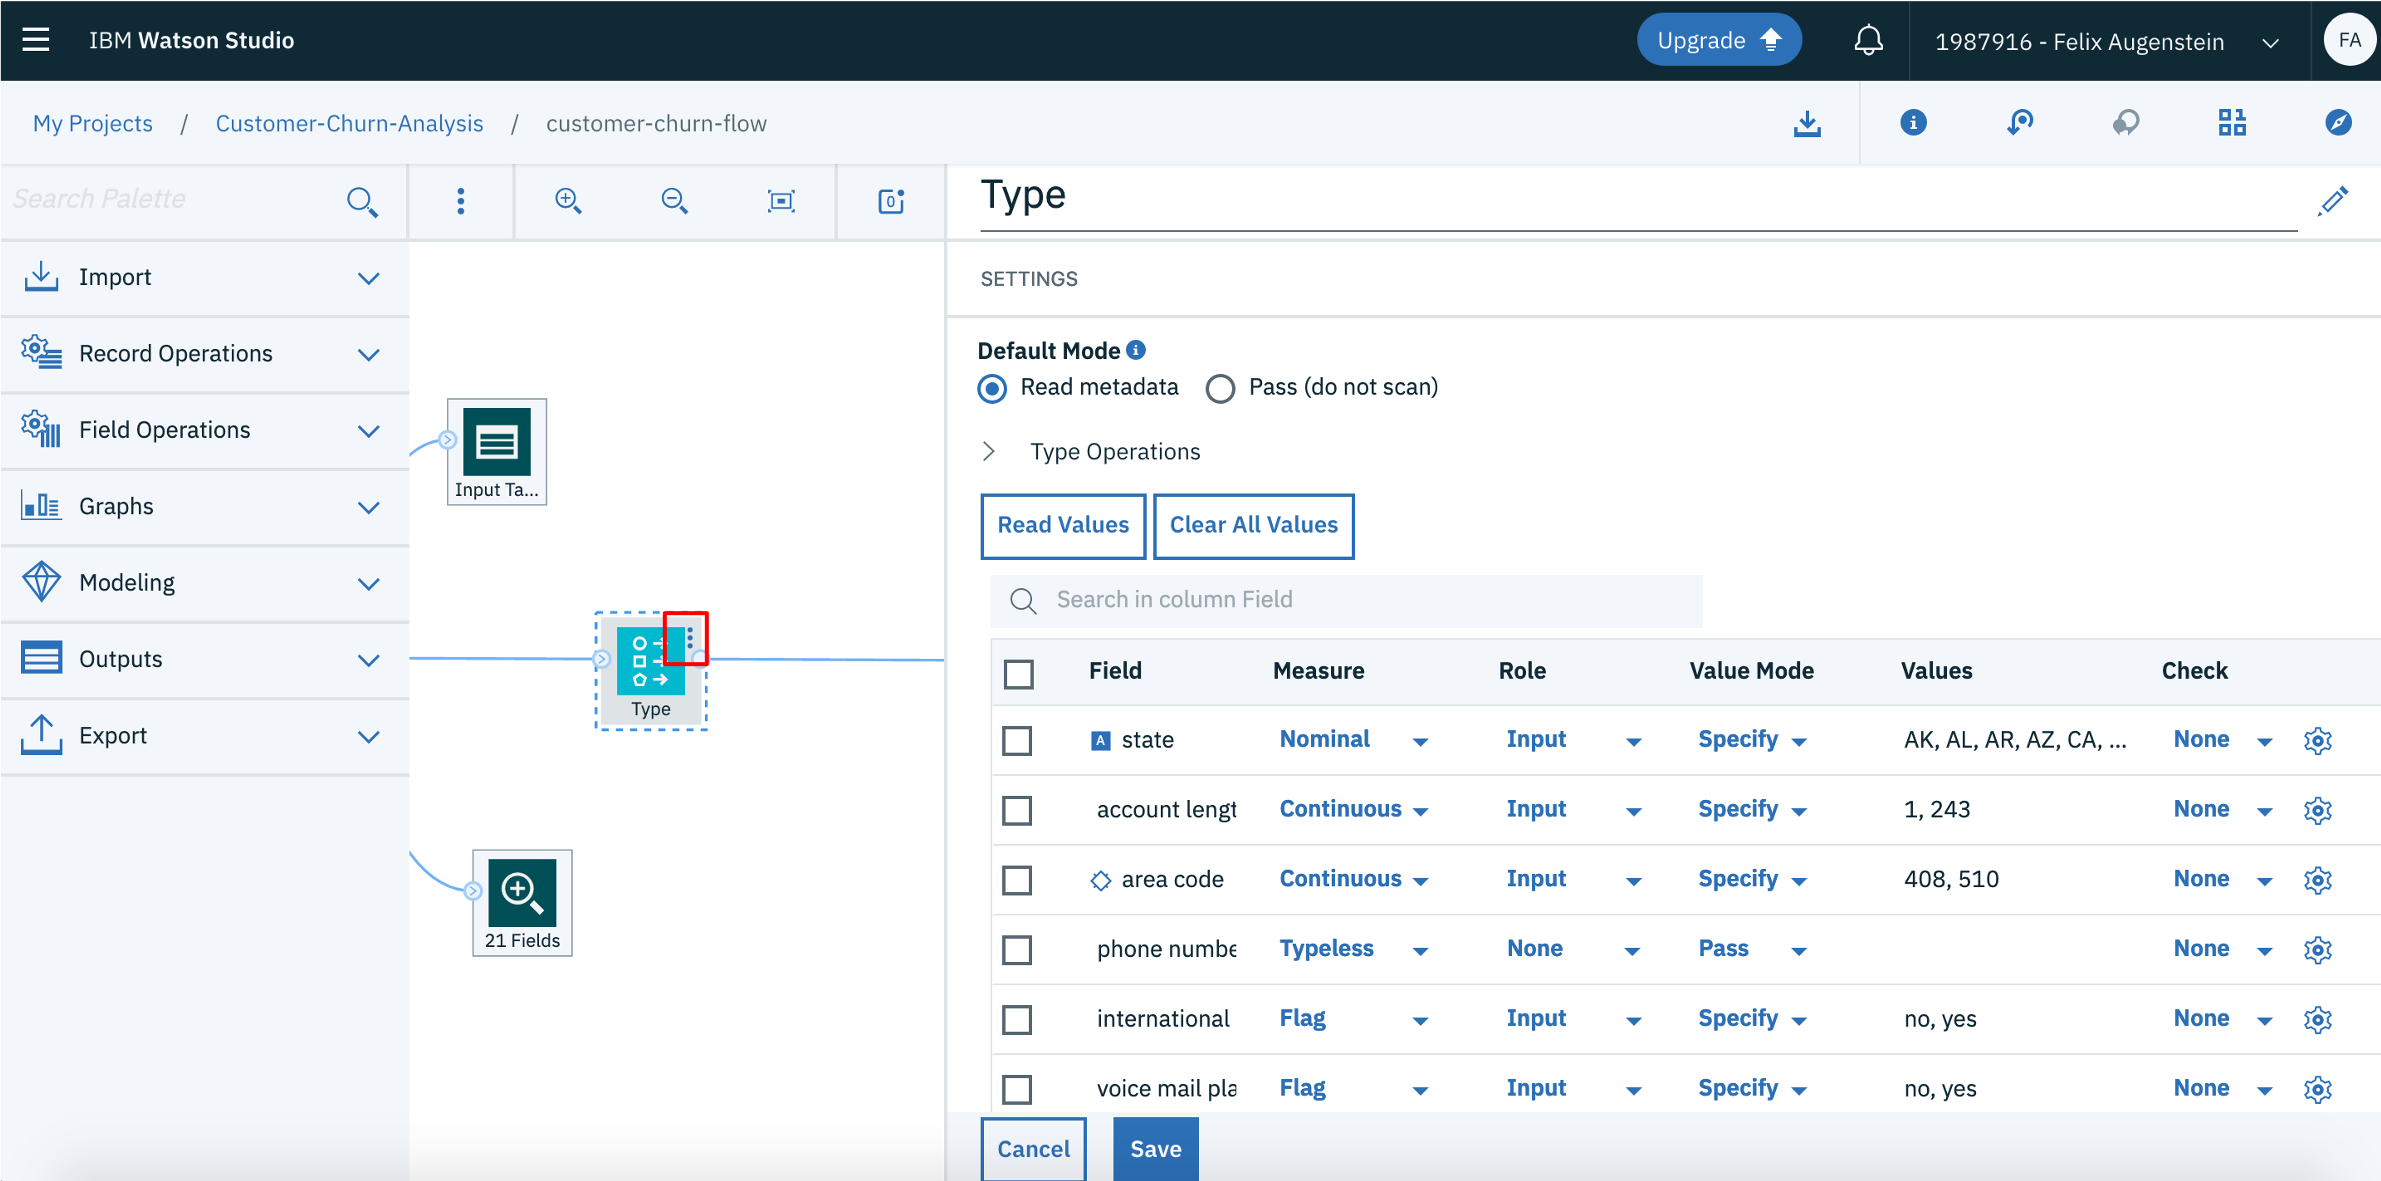 IBM Watson Studio
Upgrade
1987916 - Felix Augenstein
FA
My Projects / Customer-Churn-Analysis / customer-churn-flow
Search Palette
Import
Record Operations
Field Operations
Graphs
Modeling
Outputs
Export
Input Ta...
Type
21 Fields
Type
SETTINGS
Default Mode
Read metadata
Pass (do not scan)
Type Operations
Read Values
Clear All Values
Search in column Field
Field Measure Role Value Mode Values Check
A state Nominal Input Specify AK, AL, AR, AZ, CA, ... None
account lengt Continuous Input Specify 1, 243 None
area code Continuous Input Specify 408, 510 None
phone numbe Typeless None Pass None
international Flag Input Specify no, yes None
voice mail pla Flag Input Specify no, yes None
Cancel
Save